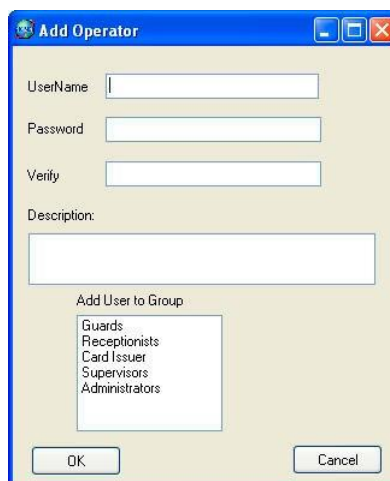 Add Operator
UserName
Password
Verify
Description:
Add User to Group
Guards
Receptionists
Card Issuer
Supervisors
Administrators
OK
Cancel